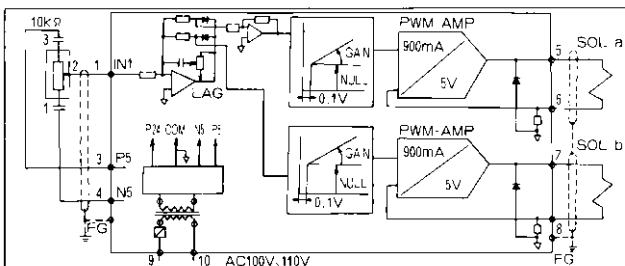 10kΩ
3
2
1
1 IN1
LAG
GAN
NULL
0.1V
PWM AMP
900mA
5V
5
6
SOL a
P24
COM
N5
P5
3 P5
4 N5
FG
9
10
AC100V、110V
GAN
NULL
0,1V
PWM-AMP
900mA
5V
7
8
SOL b
FG